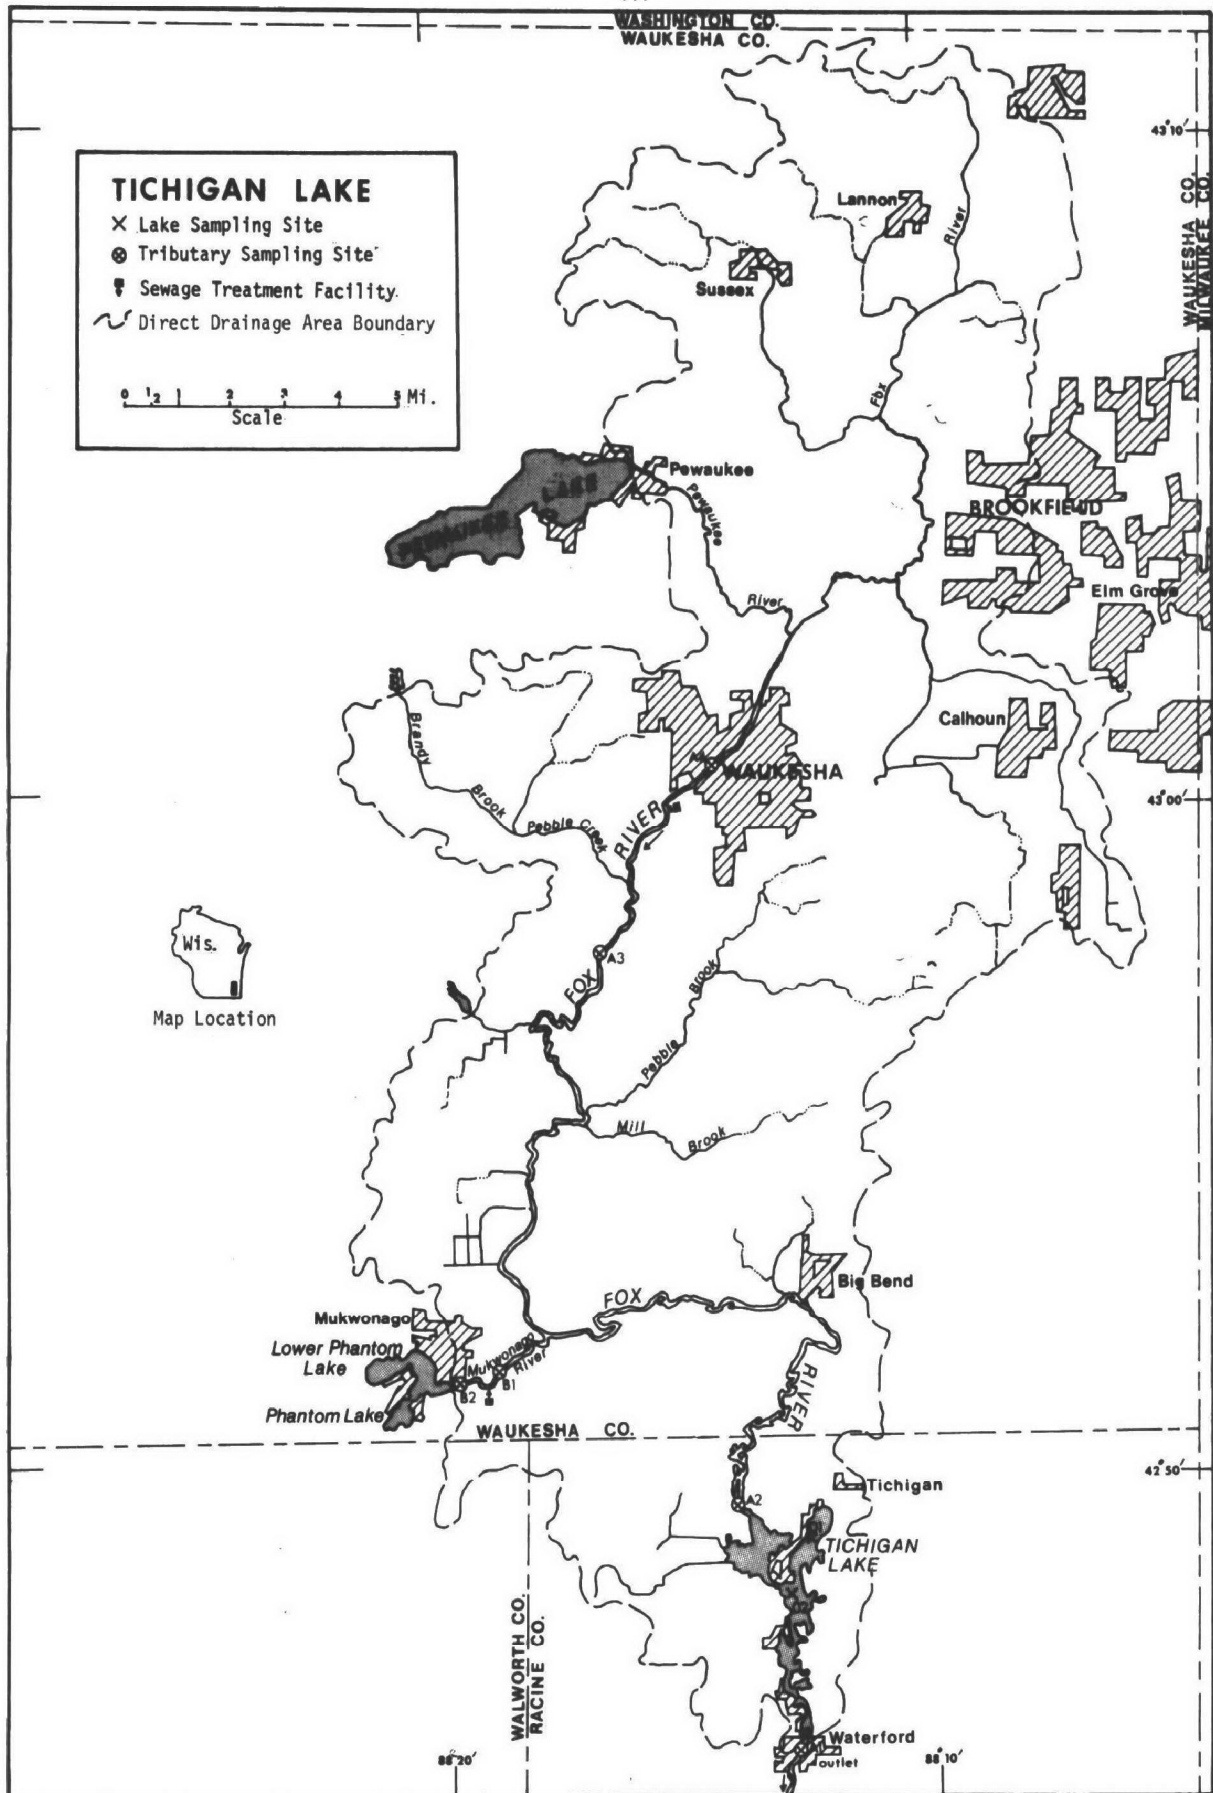 WASHINGTON CO.
WAUKESHA CO.
43°10'
TICHIGAN LAKE
Lake Sampling Site
Tributary Sampling Site
Sewage Treatment Facility
Direct Drainage Area Boundary
0 1/2 1 2 3 4 5 Mi.
Scale
WAUKESHA CO.
MILWAUKEE CO.
Lannon
River
Sussex
Fox
Pewaukee
PEWAUKEE LAKE
Pewaukee
River
BROOKFIELD
Elm Grove
Calhoun
Brandy
Brook
Pebble Creek
WAUKESHA
RIVER
43°00'
Wis.
Map Location
A3
FOX
Pebble
Brook
Mill
Brook
Big Bend
FOX
Mukwonago
Lower Phantom
Lake
Mukwonago
River
B2
B1
Phantom Lake
RIVER
WAUKESHA CO.
42°50'
A2
Tichigan
TICHIGAN
LAKE
WALWORTH CO.
RACINE CO.
Waterford
outlet
88°20'
88°10'